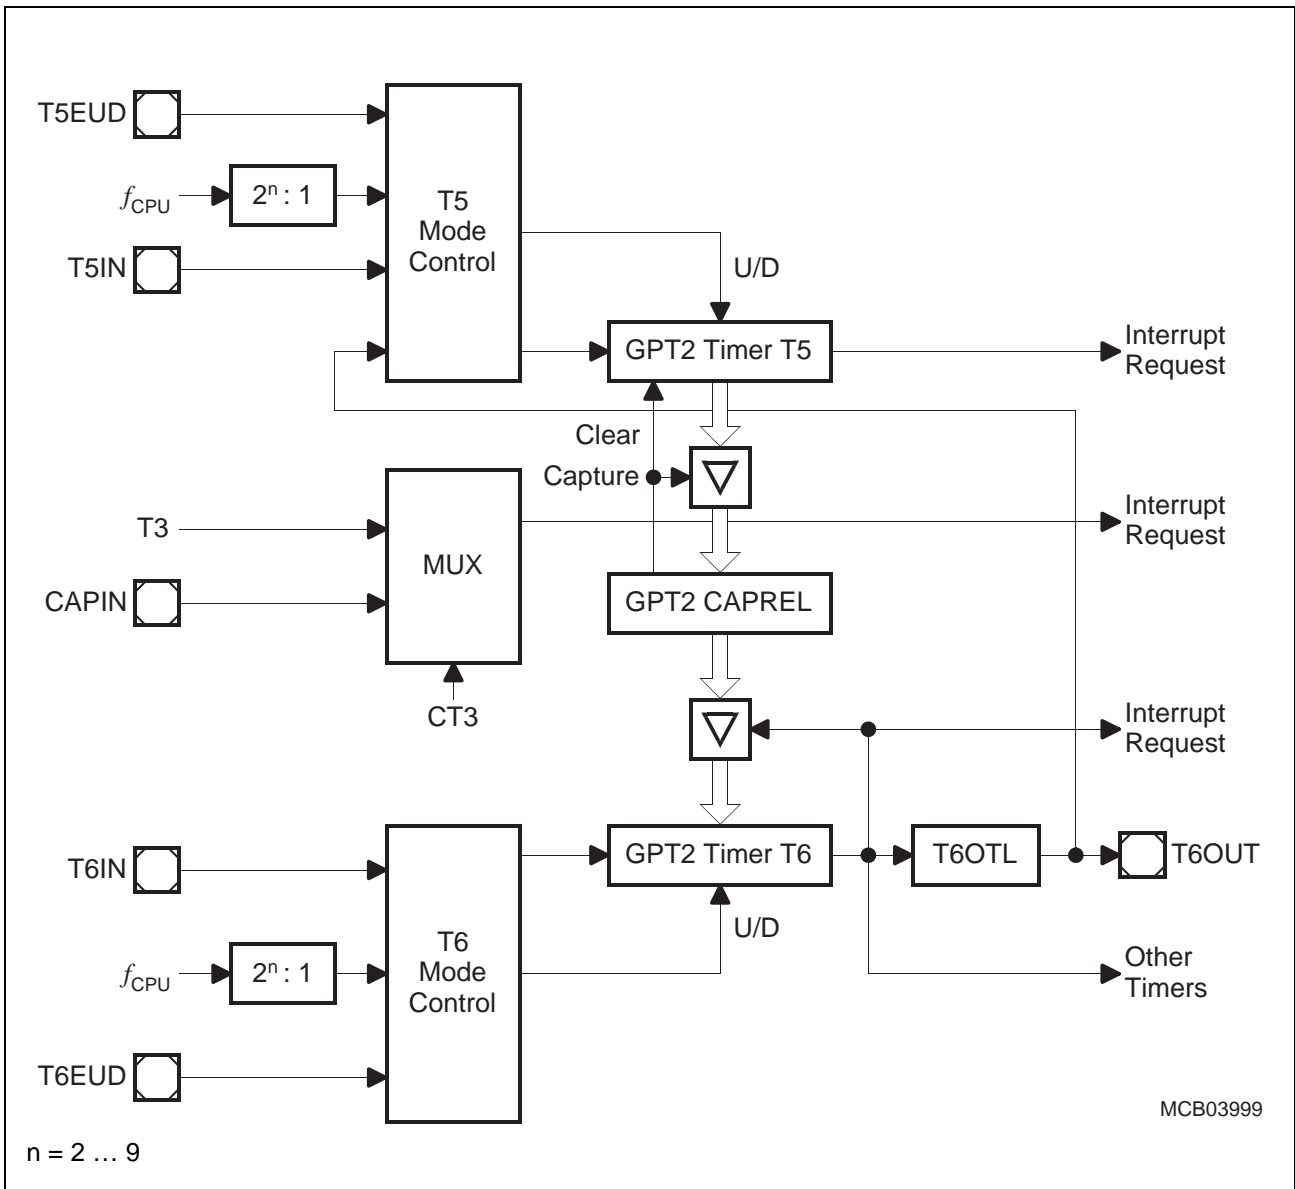 T5EUD
fCPU
2ⁿ : 1
T5IN
T5
Mode
Control
U/D
GPT2 Timer T5
Interrupt
Request
Clear
Capture
T3
CAPIN
MUX
CT3
Interrupt
Request
GPT2 CAPREL
Interrupt
Request
T6IN
fCPU
2ⁿ : 1
T6EUD
T6
Mode
Control
GPT2 Timer T6
U/D
T6OTL
T6OUT
Other
Timers
MCB03999
n = 2 … 9